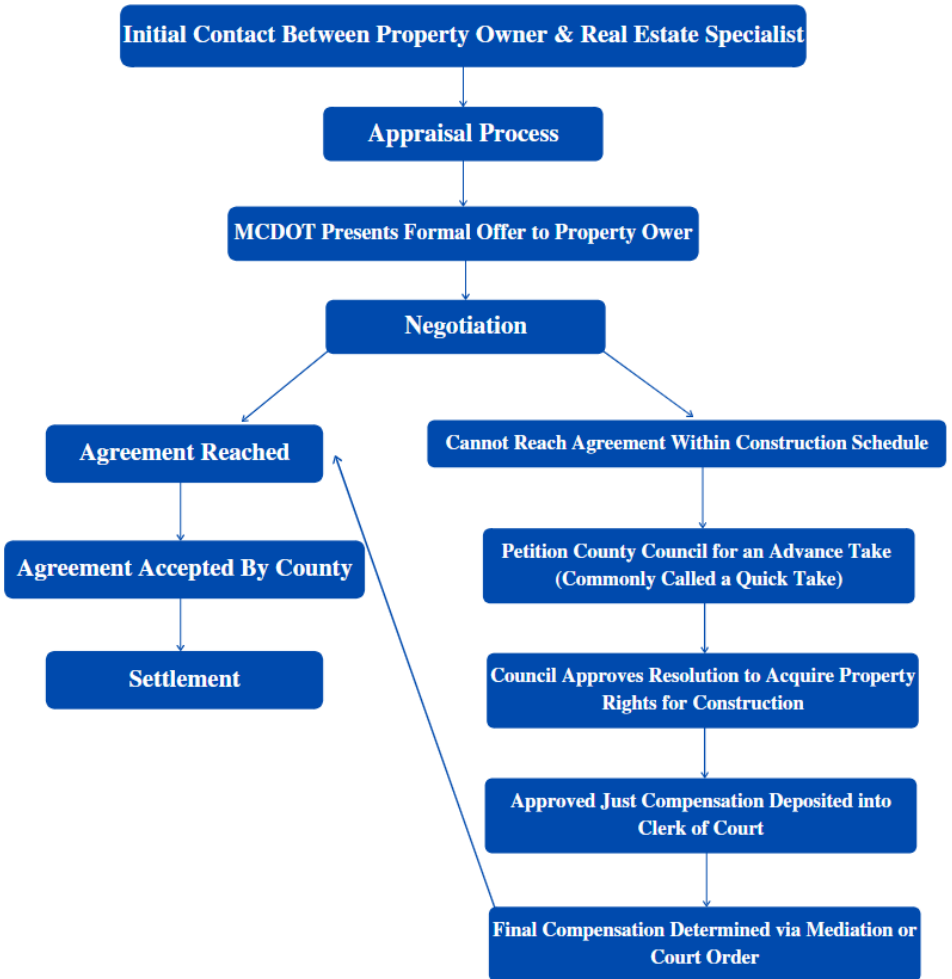 Initial Contact Between Property Owner & Real Estate Specialist
Appraisal Process
MCDOT Presents Formal Offer to Property Ower
Negotiation
Agreement Reached
Agreement Accepted By County
Settlement
Cannot Reach Agreement Within Construction Schedule
Petition County Council for an Advance Take
(Commonly Called a Quick Take)
Council Approves Resolution to Acquire Property
Rights for Construction
Approved Just Compensation Deposited into
Clerk of Court
Final Compensation Determined via Mediation or
Court Order